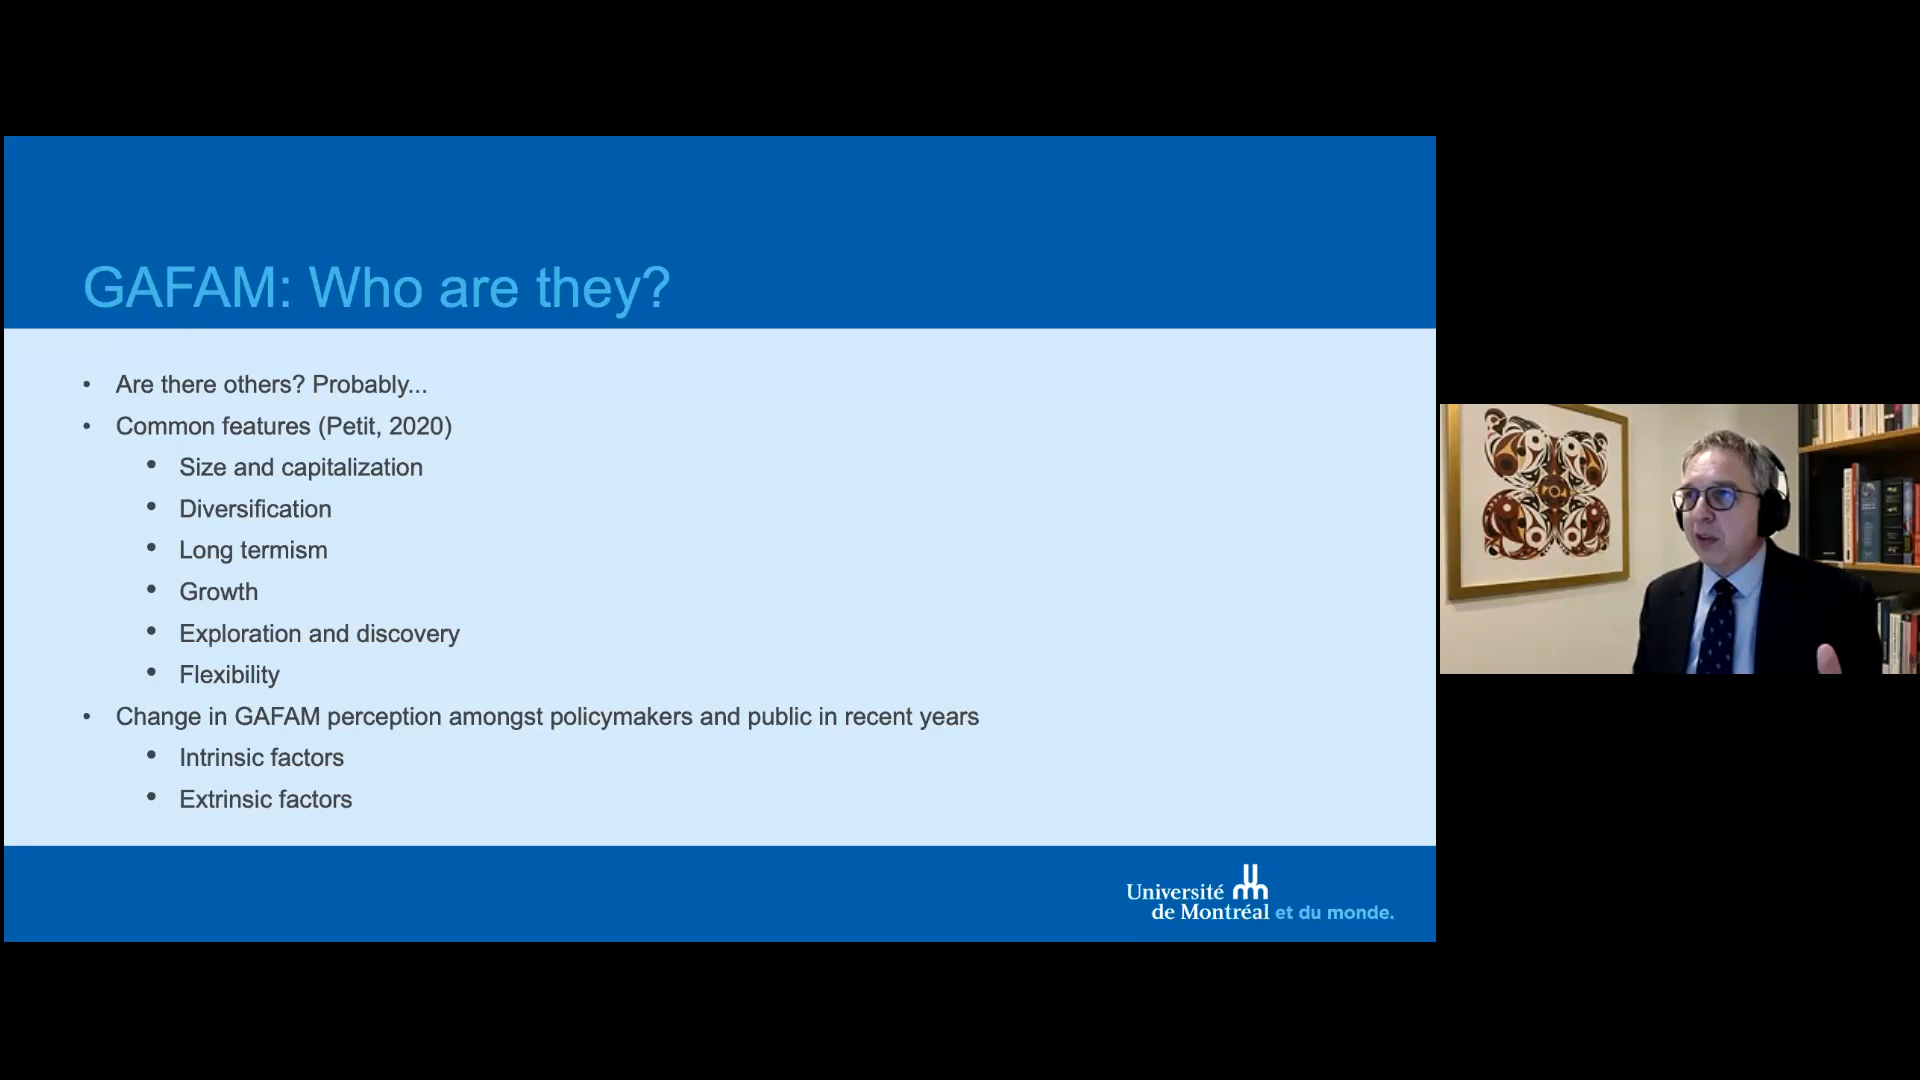 GAFAM: Who are they?
• Are there others? Probably...
• Common features (Petit, 2020)
• Size and capitalization
• Diversification
• Long termism
• Growth
• Exploration and discovery
• Flexibility
• Change in GAFAM perception amongst policymakers and public in recent years
• Intrinsic factors
• Extrinsic factors
Université
de Montréal et du monde.